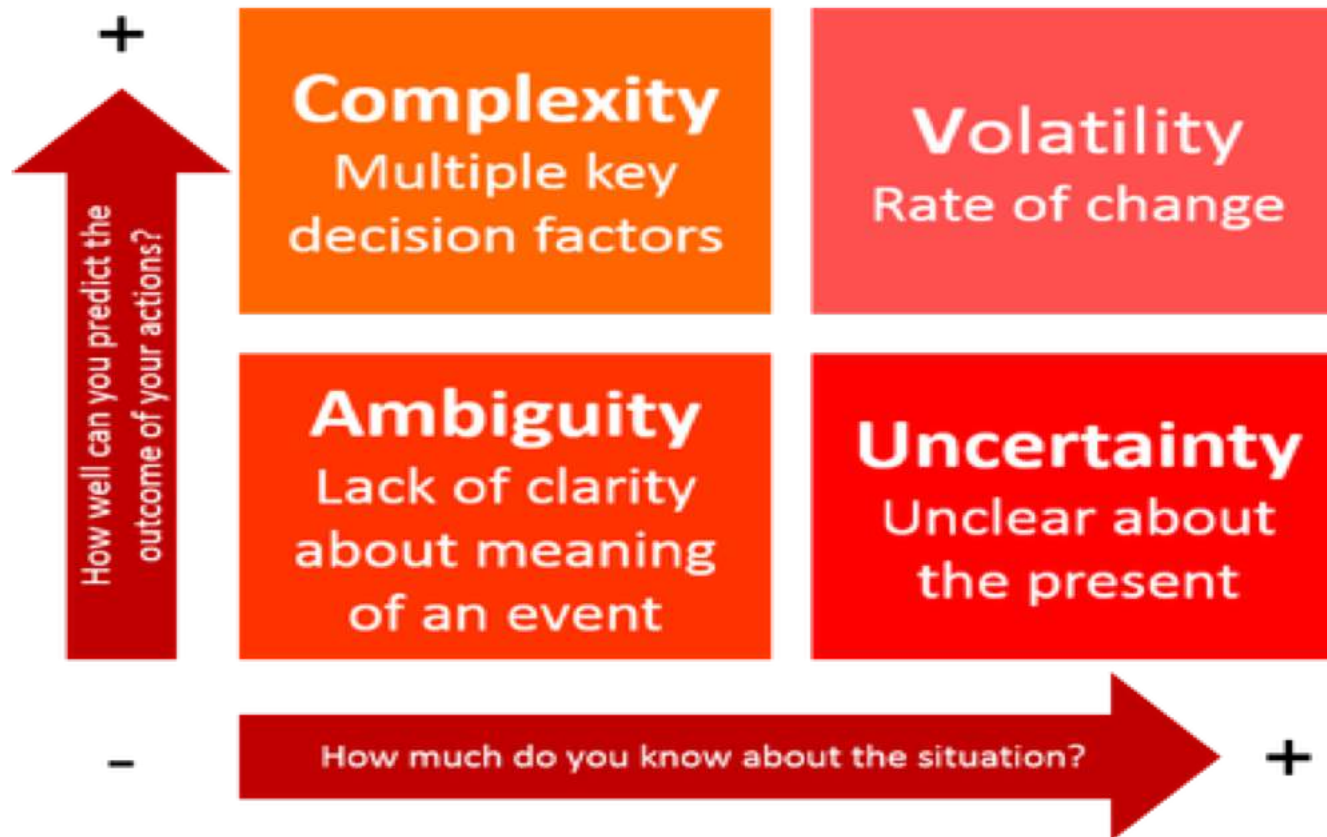 +
Complexity
Multiple key
decision factors
Volatility
Rate of change
How well can you predict the
outcome of your actions?
Ambiguity
Lack of clarity
about meaning
of an event
Uncertainty
Unclear about
the present
-
How much do you know about the situation?
+